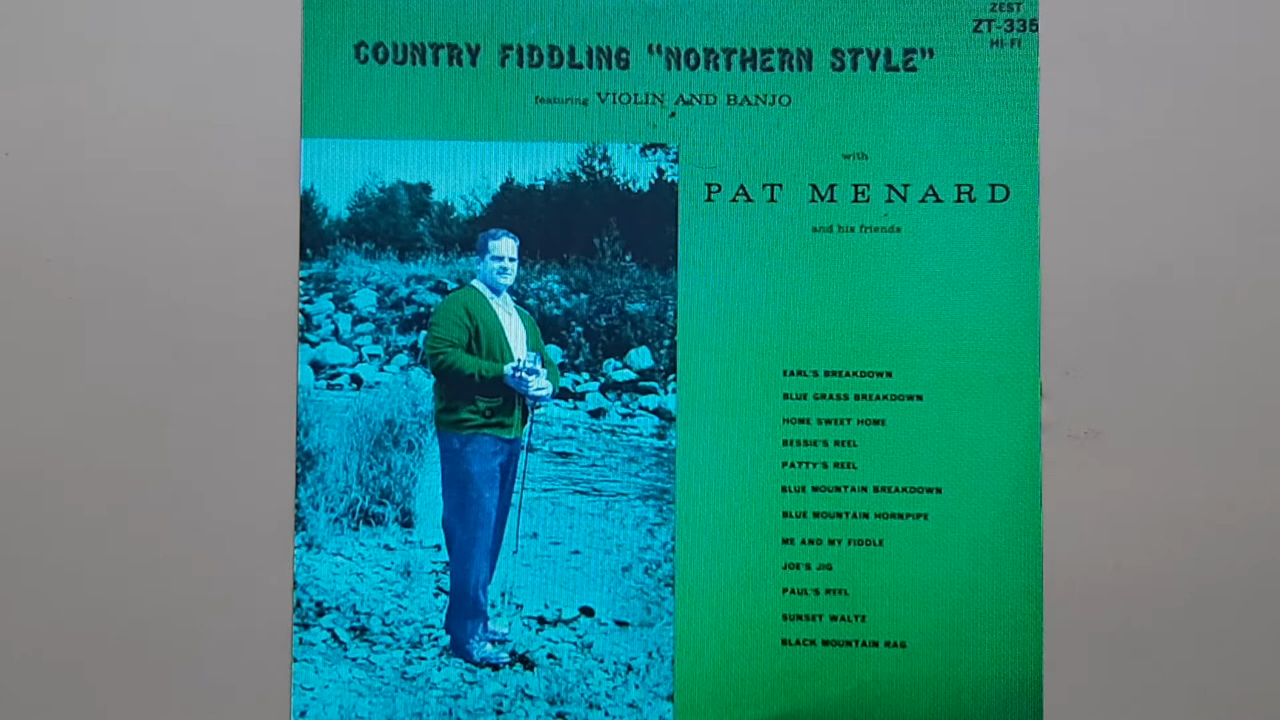 ZEST
ZT-335
HI-FI
COUNTRY FIDDLING "NORTHERN STYLE"
featuring VIOLIN AND BANJO
with
PAT MENARD
and his friends
EARL'S BREAKDOWN
BLUE GRASS BREAKDOWN
HOME SWEET HOME
BESSIE'S REEL
PATTY'S REEL
BLUE MOUNTAIN BREAKDOWN
BLUE MOUNTAIN HORNPIPE
ME AND MY FIDDLE
JOE'S JIG
PAUL'S REEL
SUNSET WALTZ
BLACK MOUNTAIN RAG